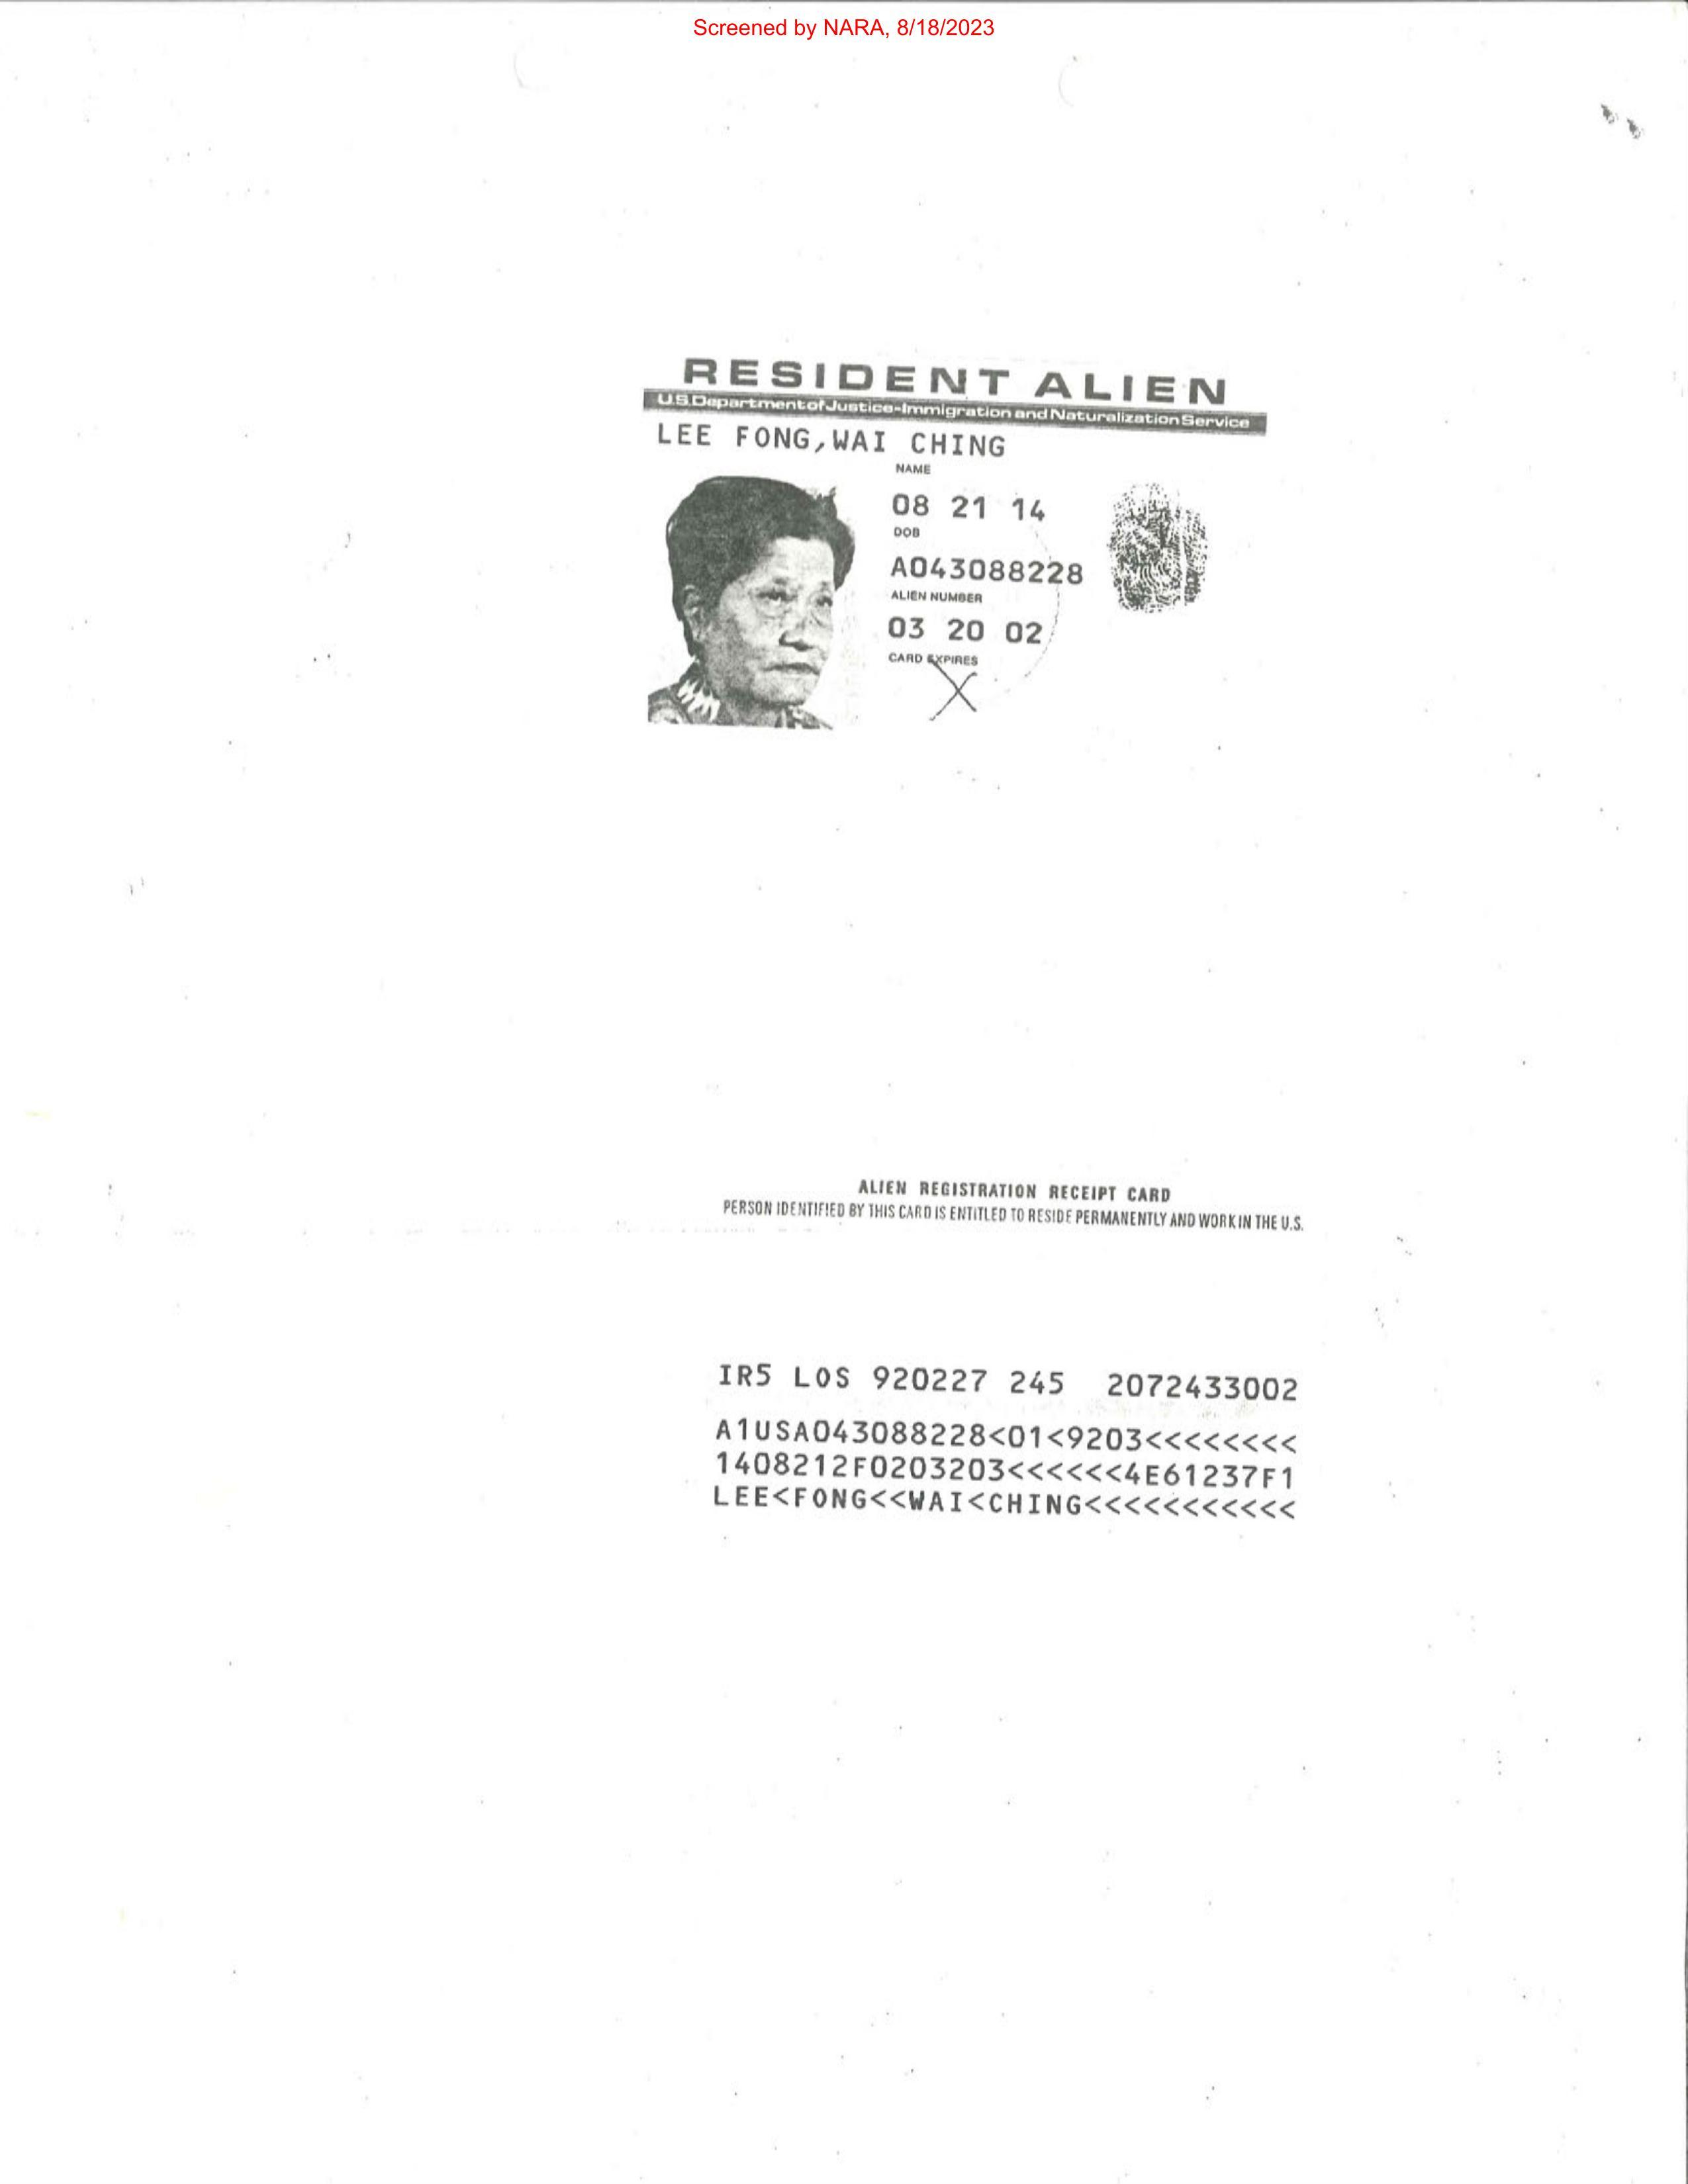 Screened by NARA, 8/18/2023
RESIDENT ALIEN
U.S. Department of Justice-Immigration and Naturalization Service
LEE FONG,WAI CHING
NAME
08 21 14
DOB
A043088228
ALIEN NUMBER
03 20 02
CARD EXPIRES
X
ALIEN REGISTRATION RECEIPT CARD
PERSON IDENTIFIED BY THIS CARD IS ENTITLED TO RESIDE PERMANENTLY AND WORK IN THE U.S.
IR5 LOS 920227 245 2072433002
A1USA043088228<01<9203<<<<<<<<
1408212F0203203<<<<<<4E61237F1
LEE<FONG<<WAI<CHING<<<<<<<<<<<